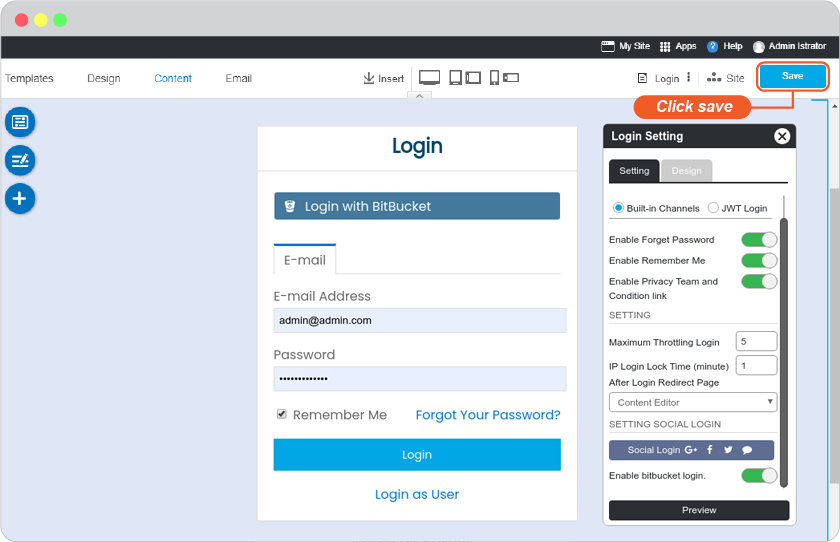 My Site Apps ? Help Admin Istrator
Templates Design Content Email Insert Login Site Save
Click save
Login
Login with BitBucket
E-mail
E-mail Address
admin@admin.com
Password
•••••••••••••
Remember Me Forgot Your Password?
Login
Login as User
Login Setting
Setting Design
Built-in Channels JWT Login
Enable Forget Password
Enable Remember Me
Enable Privacy Team and
Condition link
SETTING
Maximum Throttling Login 5
IP Login Lock Time (minute) 1
After Login Redirect Page
Content Editor
SETTING SOCIAL LOGIN
Social Login G+ f
Enable bitbucket login.
Preview